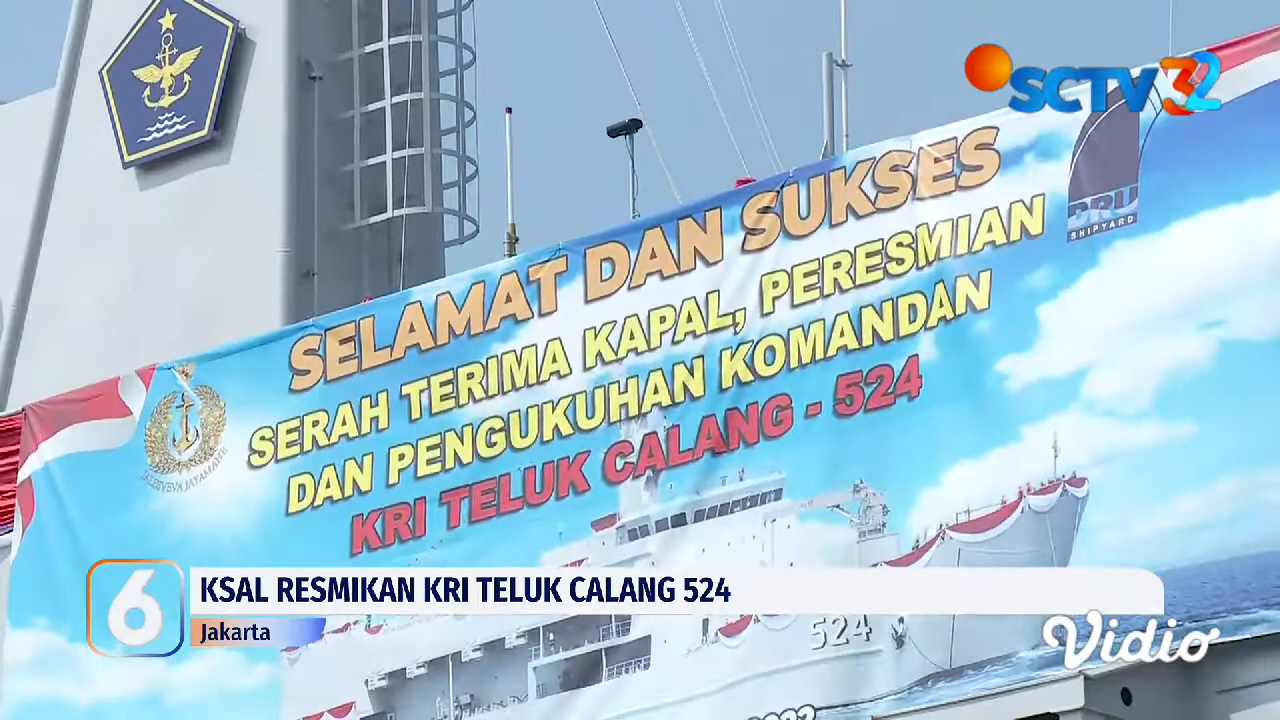 SCTV 32
DRU
SHIPYARD
SELAMAT DAN SUKSES
SERAH TERIMA KAPAL, PERESMIAN
DAN PENGUKUHAN KOMANDAN
KRI TELUK CALANG - 524
JALESVEVA JAYAMAHE
524
6
KSAL RESMIKAN KRI TELUK CALANG 524
Jakarta
Vidio